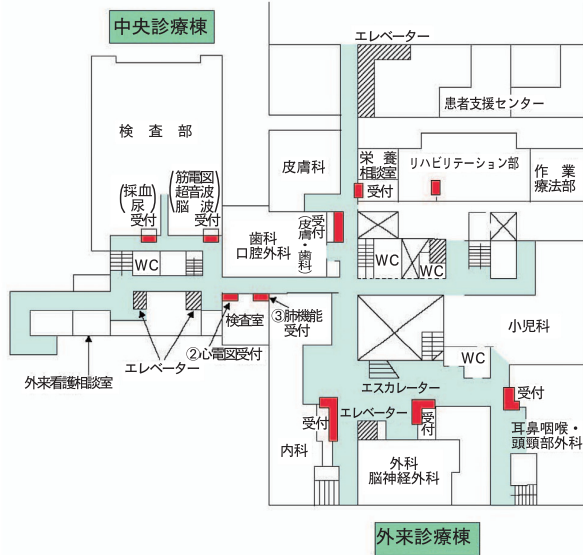 中央診療棟
エレベーター
患者支援センター
検査部
皮膚科
栄養
相談室
受付
リハビリテーション部
作業
療法部
(採血
尿)
受付
(筋電図
超音波
脳波)
受付
歯科
口腔外科
受付
(皮膚・歯科)
WC
WC
WC
検査室
③肺機能
受付
②心電図受付
エレベーター
外来看護相談室
小児科
WC
エスカレーター
受付
エレベーター
受付
受付
内科
外科
脳神経外科
耳鼻咽喉・
頭頸部外科
外来診療棟